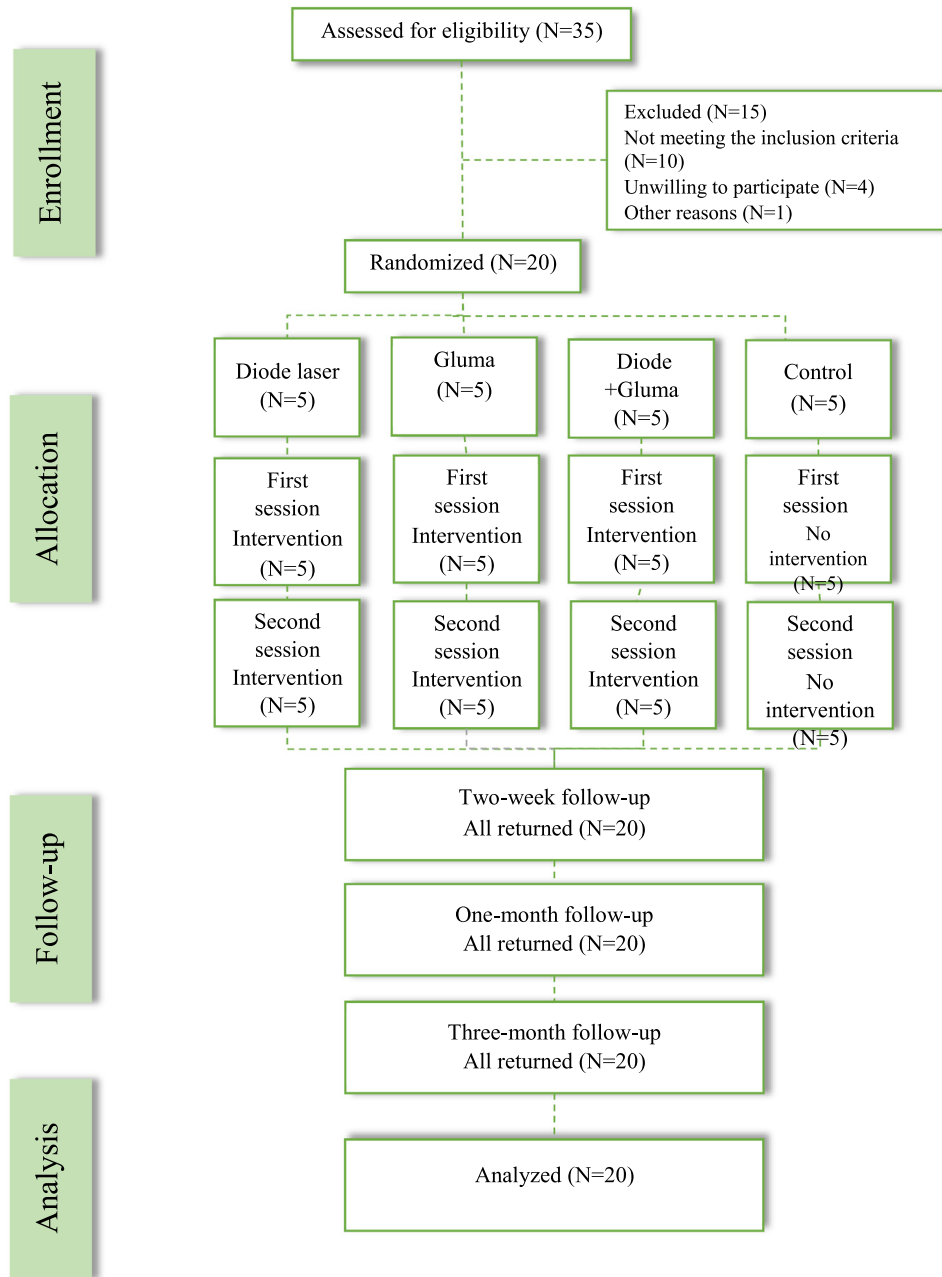 Enrollment
Assessed for eligibility (N=35)
Excluded (N=15)
Not meeting the inclusion criteria
(N=10)
Unwilling to participate (N=4)
Other reasons (N=1)
Randomized (N=20)
Allocation
Diode laser
(N=5)
Gluma
(N=5)
Diode
+Gluma
(N=5)
Control
(N=5)
First
session
Intervention
(N=5)
First
session
Intervention
(N=5)
First
session
Intervention
(N=5)
First
session
No
intervention
(N=5)
Second
session
Intervention
(N=5)
Second
session
Intervention
(N=5)
Second
session
Intervention
(N=5)
Second
session
No
intervention
(N=5)
Follow-up
Two-week follow-up
All returned (N=20)
One-month follow-up
All returned (N=20)
Three-month follow-up
All returned (N=20)
Analysis
Analyzed (N=20)